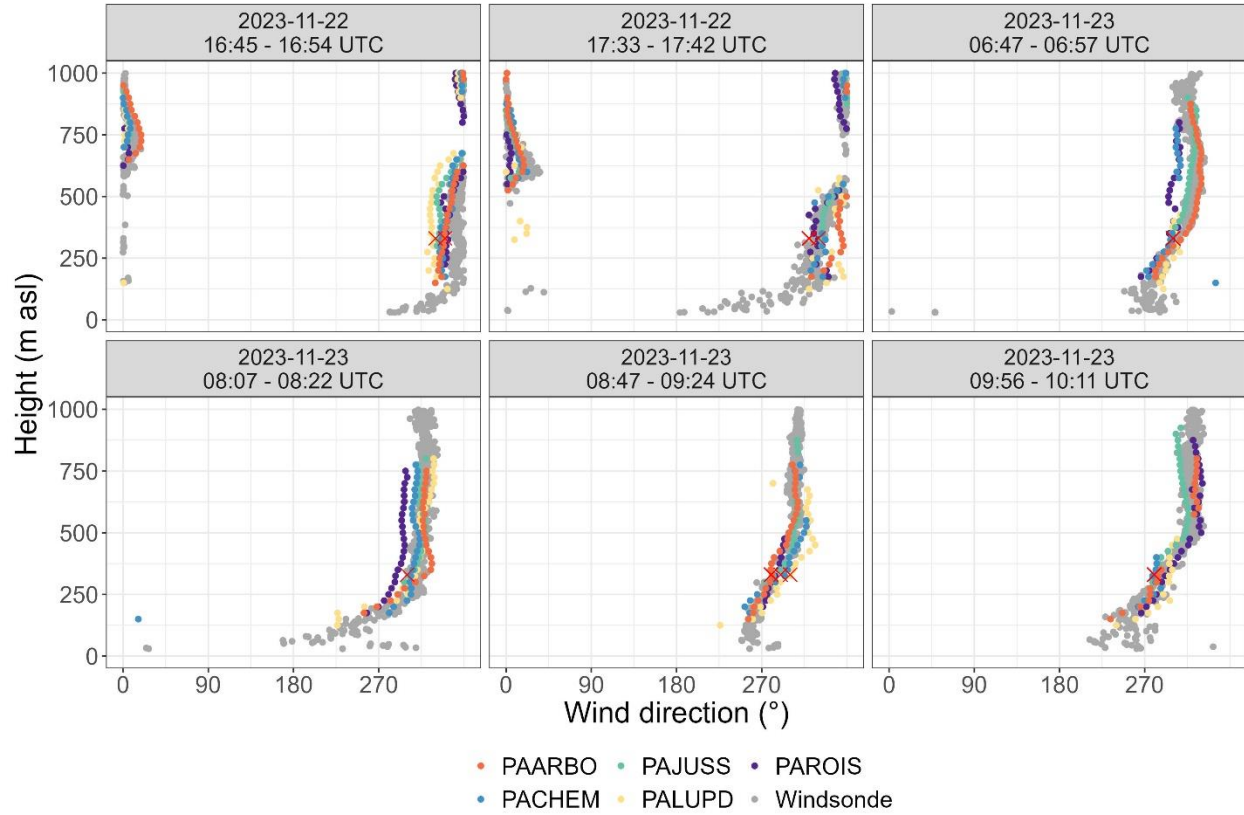 2023-11-22
16:45 - 16:54 UTC
2023-11-22
17:33 - 17:42 UTC
2023-11-23
06:47 - 06:57 UTC
1000
750
500
250
0
2023-11-23
08:07 - 08:22 UTC
2023-11-23
08:47 - 09:24 UTC
2023-11-23
09:56 - 10:11 UTC
1000
750
500
250
0
Height (m asl)
0 90 180 270
0 90 180 270
0 90 180 270
Wind direction (°)
PAARBO PAJUSS PAROIS
PACHEM PALUPD Windsonde